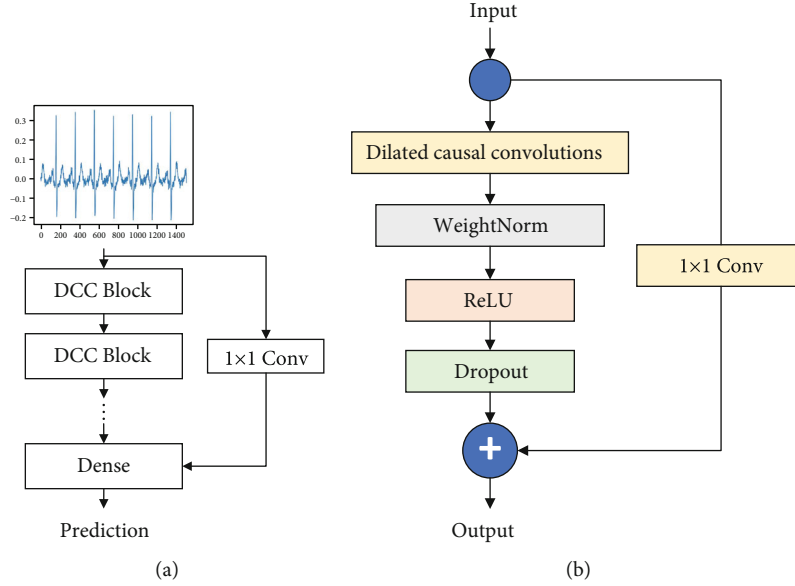 0.3
0.2
0.1
0.0
−0.1
−0.2
0 200 400 600 800 1000 1200 1400
DCC Block
DCC Block
1×1 Conv
Dense
Prediction
(a)
Input
Dilated causal convolutions
WeightNorm
1×1 Conv
ReLU
Dropout
+
Output
(b)